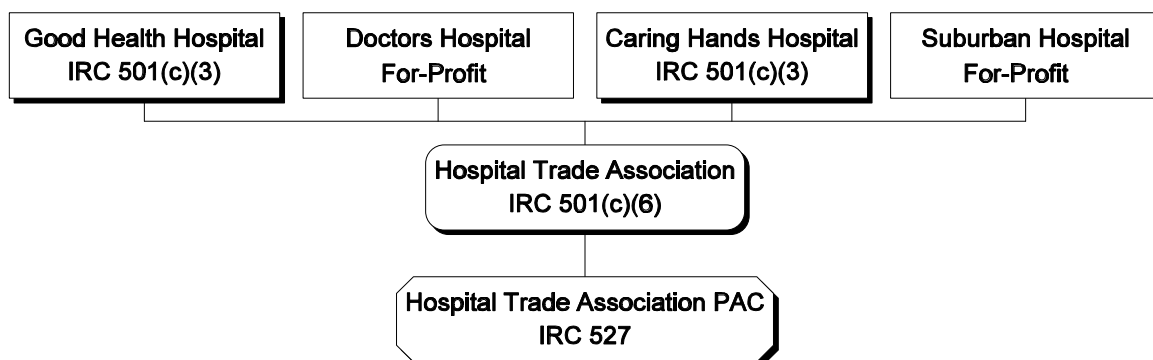 Good Health Hospital
IRC 501(c)(3)
Doctors Hospital
For-Profit
Caring Hands Hospital
IRC 501(c)(3)
Suburban Hospital
For-Profit
Hospital Trade Association
IRC 501(c)(6)
Hospital Trade Association PAC
IRC 527